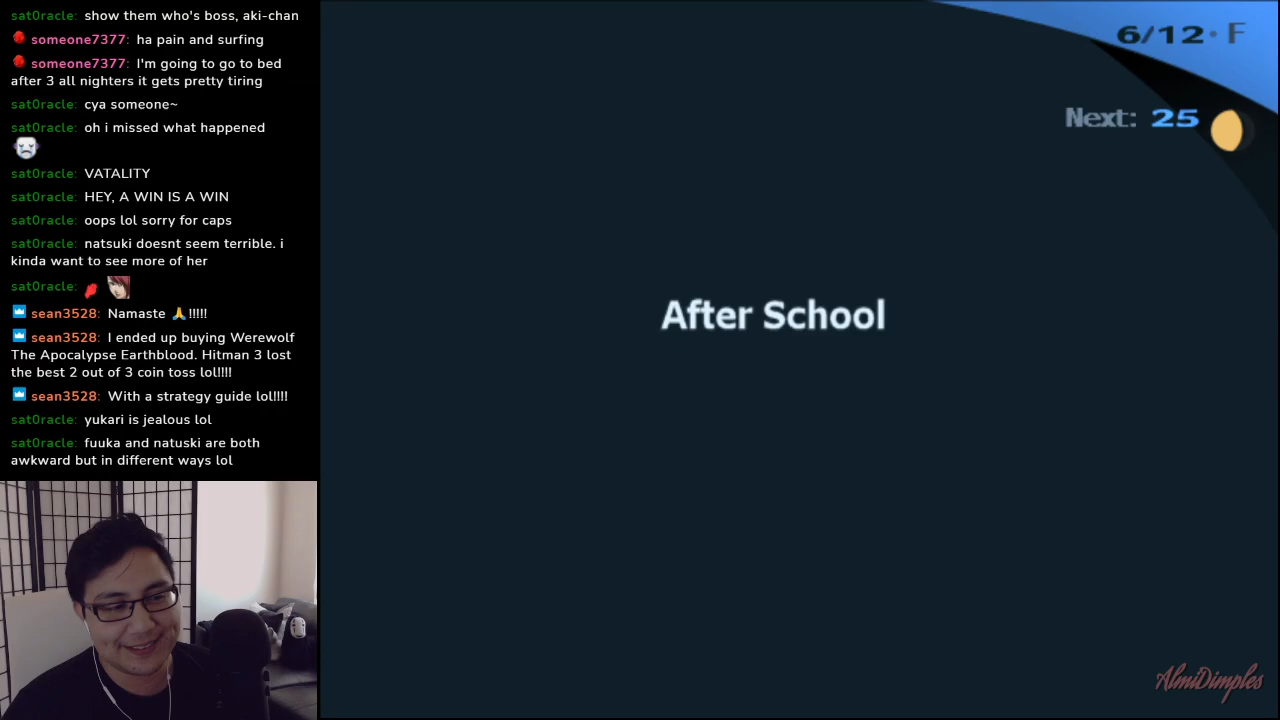 sat0racle: show them who's boss, aki-chan
someone7377: ha pain and surfing
someone7377: I'm going to go to bed
after 3 all nighters it gets pretty tiring
sat0racle: cya someone~
sat0racle: oh i missed what happened
sat0racle: VATALITY
sat0racle: HEY, A WIN IS A WIN
sat0racle: oops lol sorry for caps
sat0racle: natsuki doesnt seem terrible. i
kinda want to see more of her
sat0racle:
sean3528: Namaste 🙏!!!!!
sean3528: I ended up buying Werewolf
The Apocalypse Earthblood. Hitman 3 lost
the best 2 out of 3 coin toss lol!!!!
sean3528: With a strategy guide lol!!!!
sat0racle: yukari is jealous lol
sat0racle: fuuka and natuski are both
awkward but in different ways lol
6/12 · F
Next: 25
After School
AlmiDimples